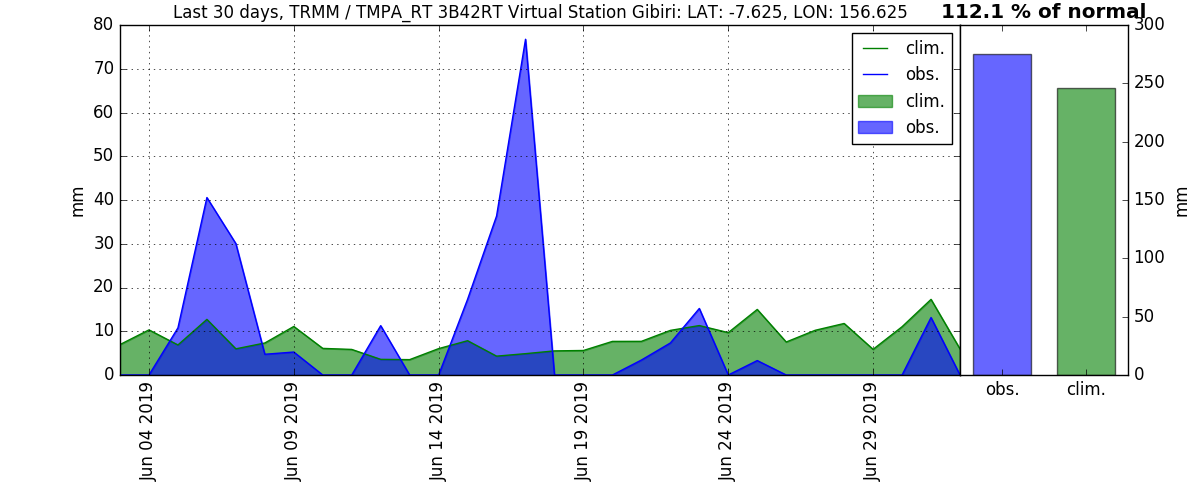 Last 30 days, TRMM / TMPA_RT 3B42RT Virtual Station Gibiri: LAT: -7.625, LON: 156.625
112.1 % of normal
80
70
60
50
40
30
20
10
0
mm
clim.
obs.
clim.
obs.
300
250
200
150
100
50
0
mm
obs.
clim.
Jun 04 2019
Jun 09 2019
Jun 14 2019
Jun 19 2019
Jun 24 2019
Jun 29 2019